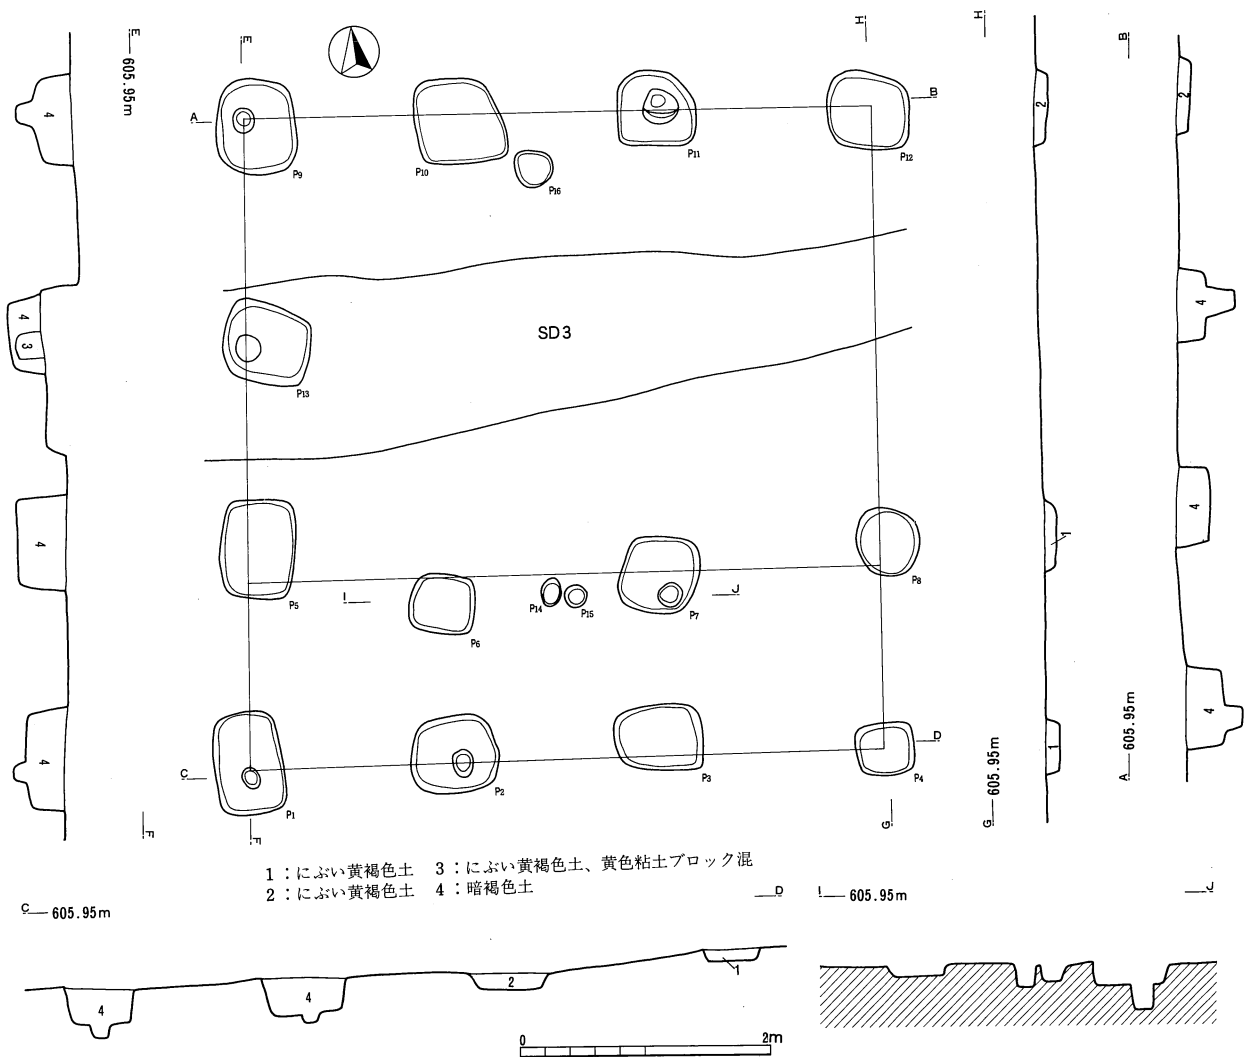 E
605.95m
E
H
H
B
A
B
4
P9
P10
P16
P11
P12
2
2
SD3
4
3
P13
4
4
P5
I
P6
P14
P15
P7
J
P8
1
4
C
P1
P2
P3
D
P4
4
F
F
G
G
605.95m
1
A
605.95m
4
1：にぶい黄褐色土 3：にぶい黄褐色土、黄色粘土ブロック混
2：にぶい黄褐色土 4：暗褐色土
C 605.95m D
I 605.95m J
4
4
2
1
0 2m